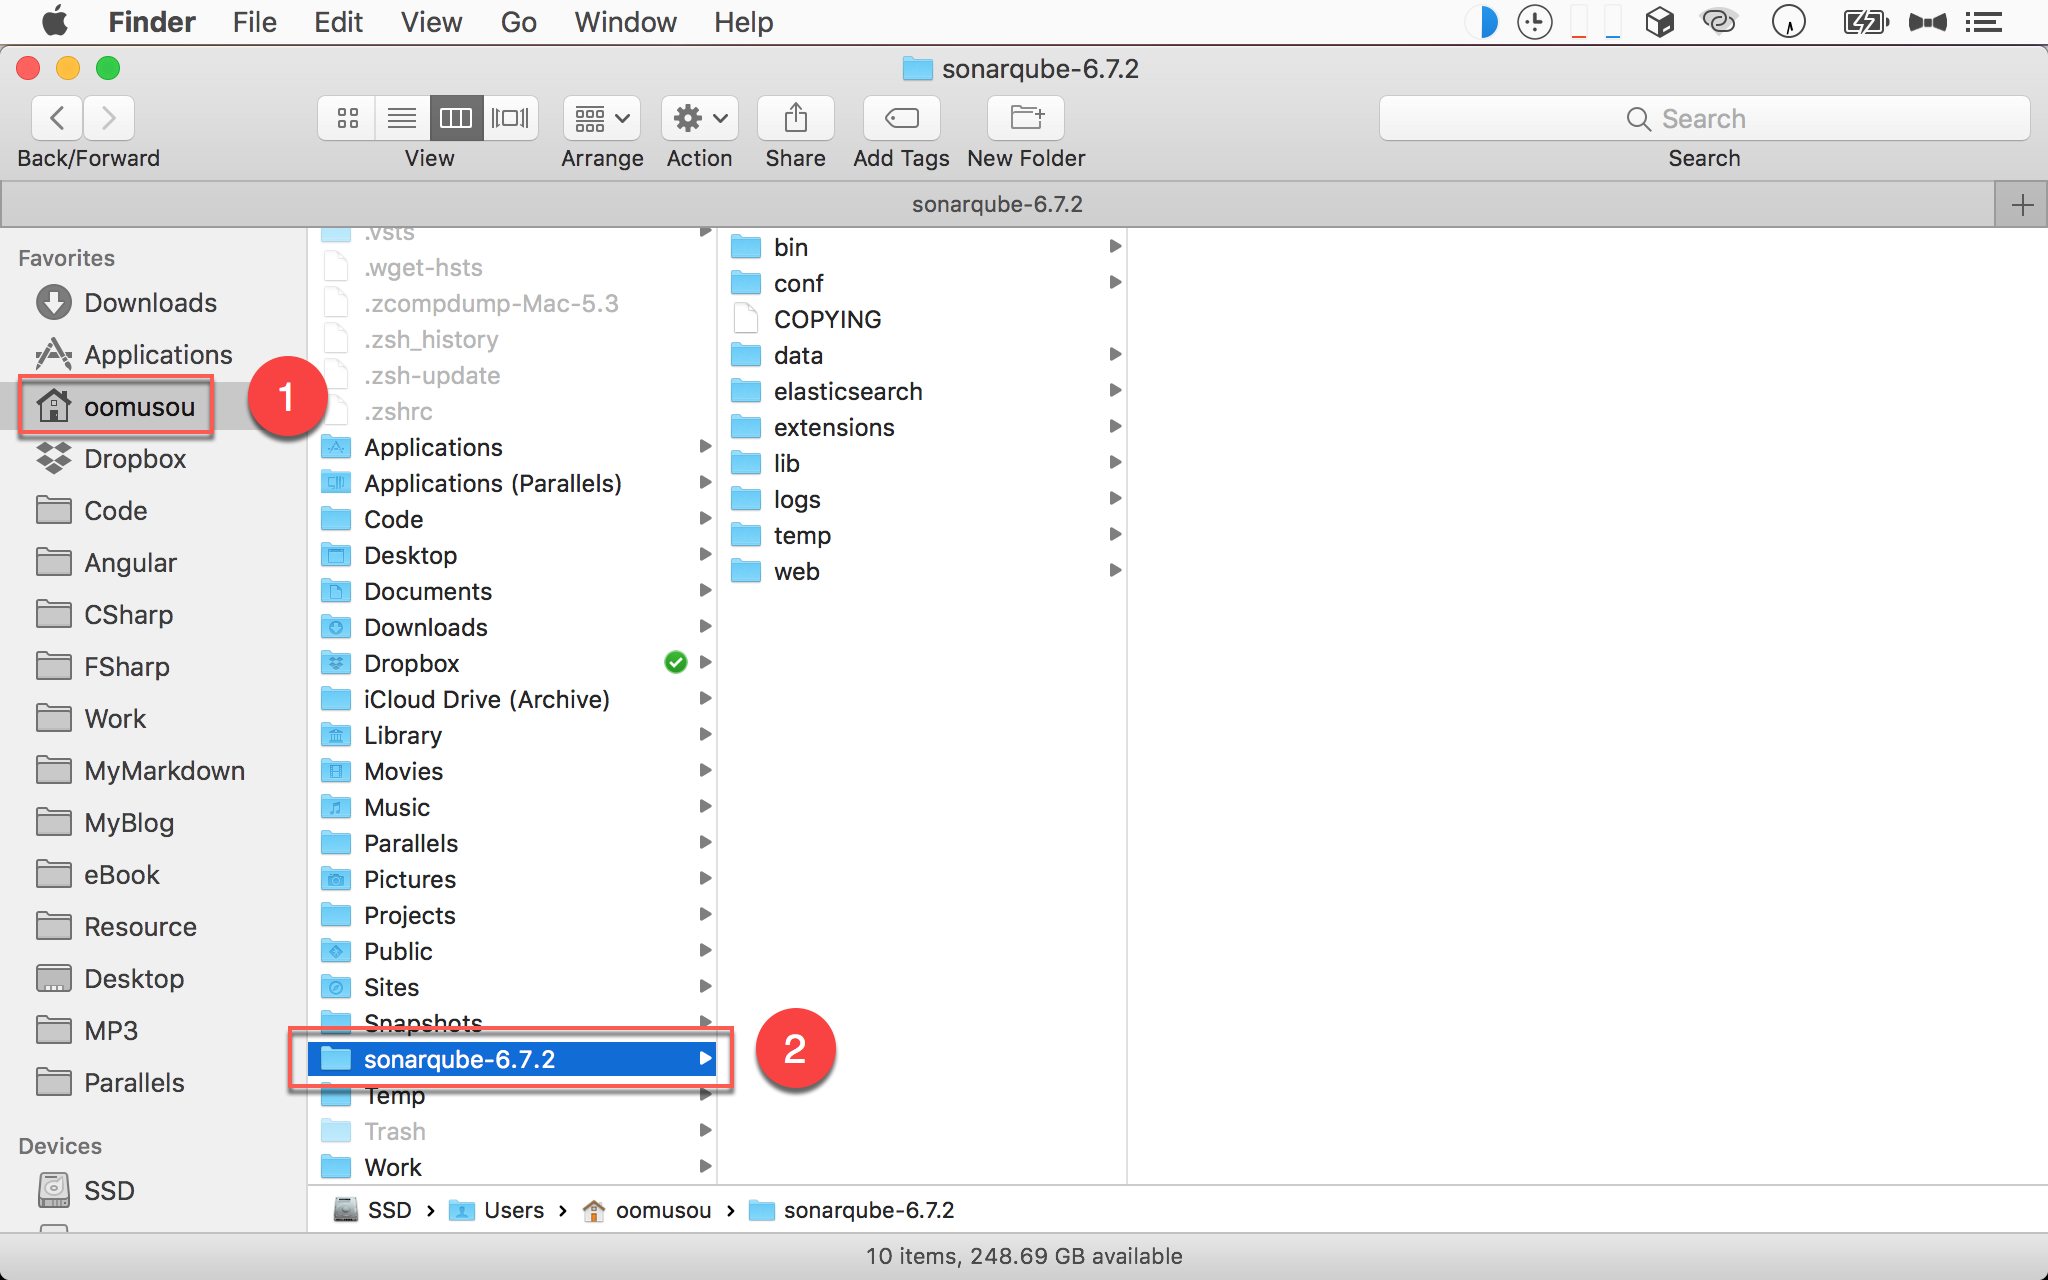 Finder File Edit View Go Window Help
sonarqube-6.7.2
Search
Back/Forward View Arrange Action Share Add Tags New Folder Search
sonarqube-6.7.2
Favorites
Downloads
Applications
oomusou
Dropbox
Code
Angular
CSharp
FSharp
Work
MyMarkdown
MyBlog
eBook
Resource
Desktop
MP3
Parallels
Devices
SSD
1
.vsts
.wget-hsts
.zcompdump-Mac-5.3
.zsh_history
.zsh-update
.zshrc
Applications
Applications (Parallels)
Code
Desktop
Documents
Downloads
Dropbox
iCloud Drive (Archive)
Library
Movies
Music
Parallels
Pictures
Projects
Public
Sites
Snapshots
sonarqube-6.7.2
Temp
Trash
Work
2
bin
conf
COPYING
data
elasticsearch
extensions
lib
logs
temp
web
SSD › Users › oomusou › sonarqube-6.7.2
10 items, 248.69 GB available